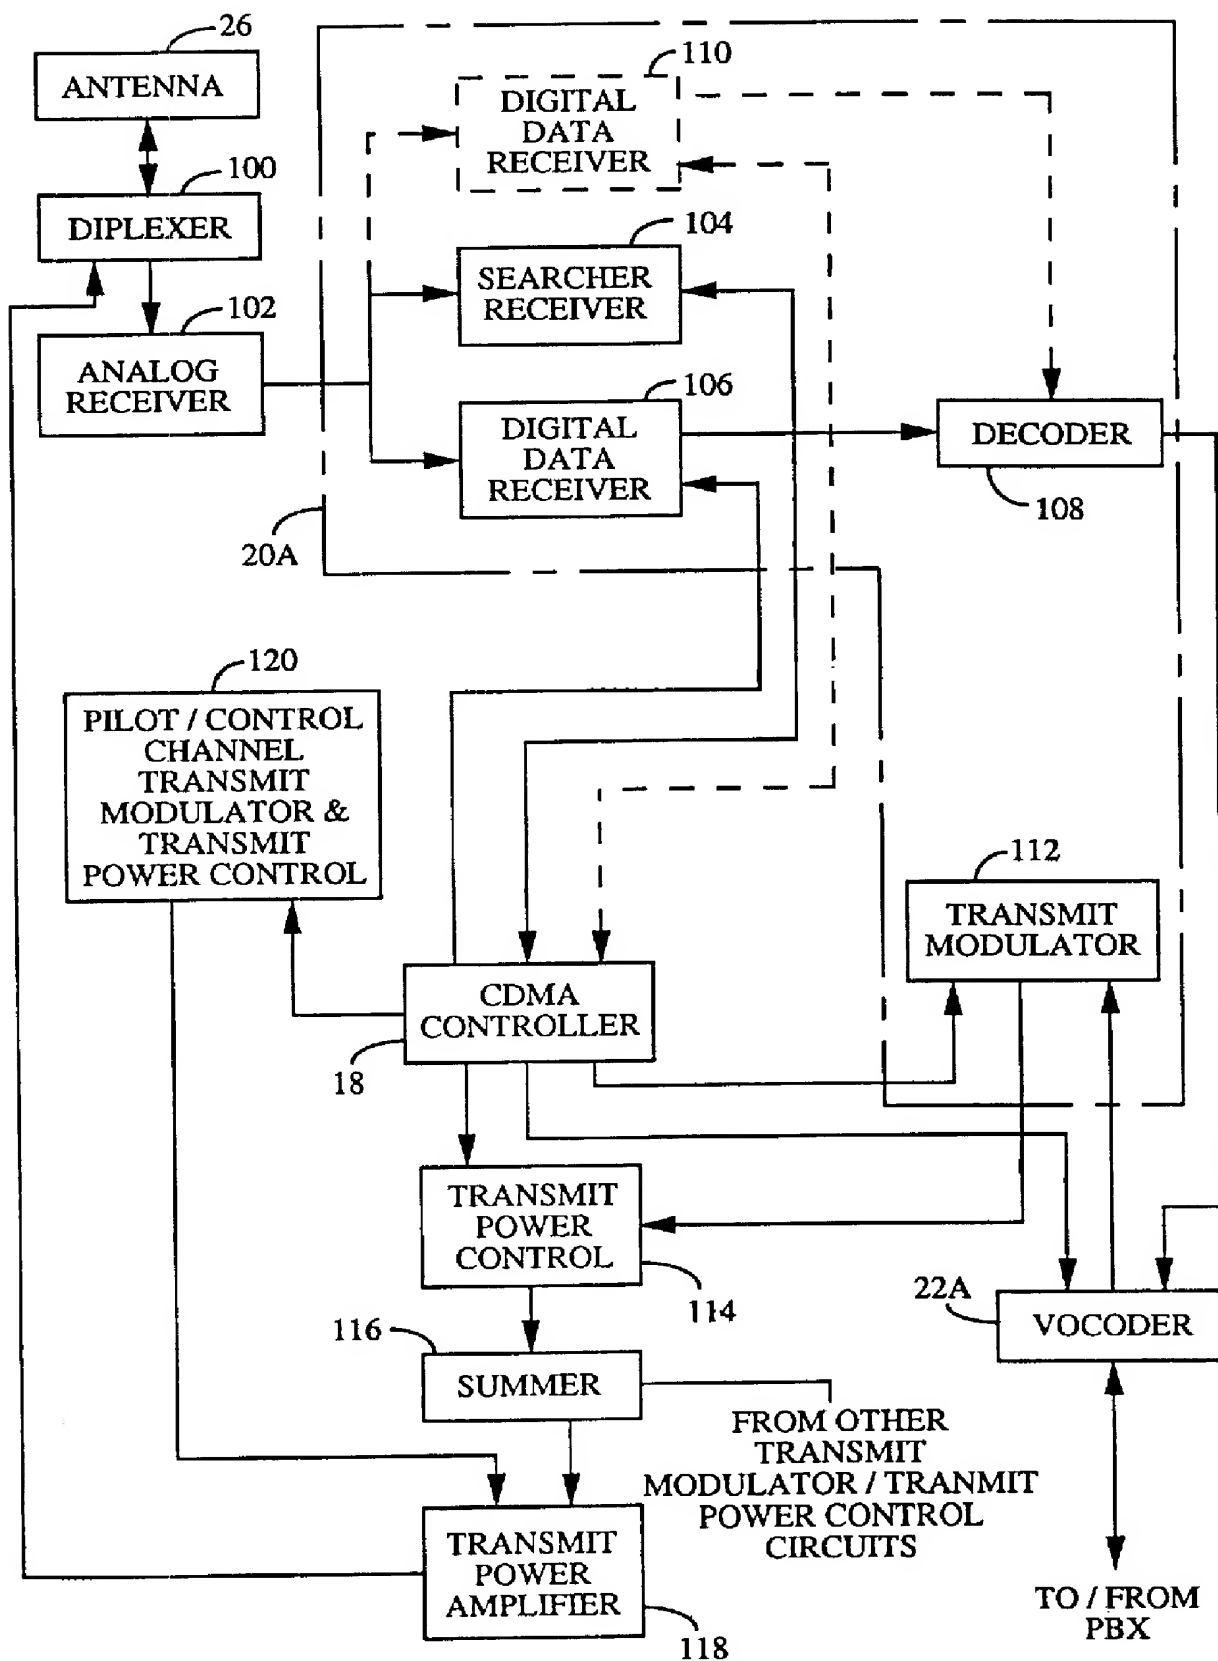 26
ANTENNA
110
DIGITAL
DATA
RECEIVER
100
DIPLEXER
104
SEARCHER
RECEIVER
102
ANALOG
RECEIVER
106
DIGITAL
DATA
RECEIVER
DECODER
108
20A
120
PILOT / CONTROL
CHANNEL
TRANSMIT
MODULATOR &
TRANSMIT
POWER CONTROL
112
TRANSMIT
MODULATOR
CDMA
CONTROLLER
18
TRANSMIT
POWER
CONTROL
114
22A
VOCODER
116
SUMMER
FROM OTHER
TRANSMIT
MODULATOR / TRANMIT
POWER CONTROL
CIRCUITS
TRANSMIT
POWER
AMPLIFIER
118
TO / FROM
PBX